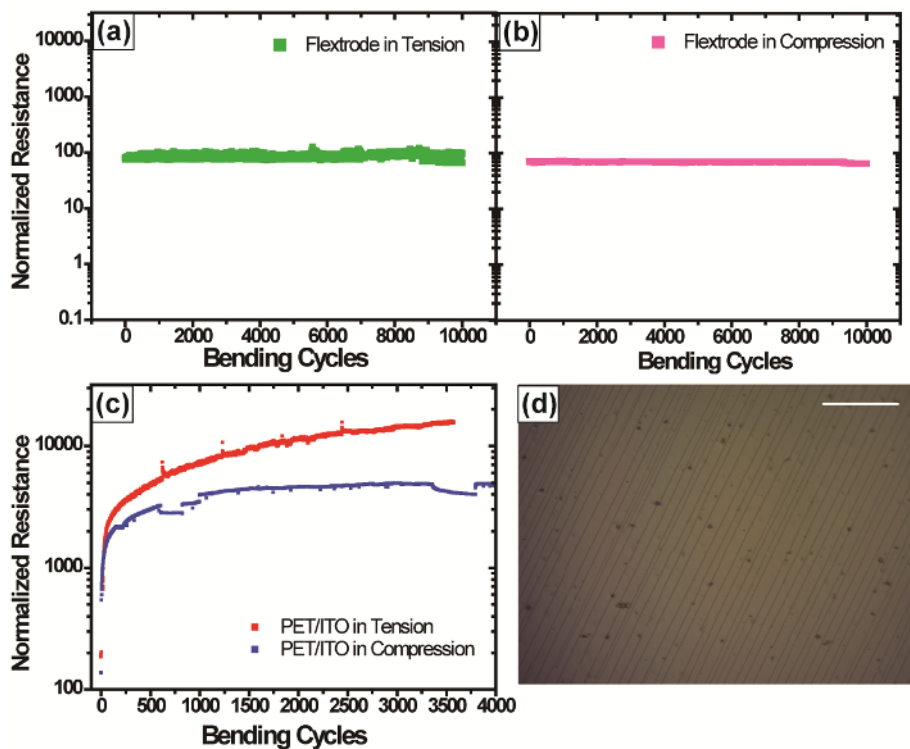 (a)
Flextrode in Tension
10000
1000
100
10
1
0.1
Normalized Resistance
0 2000 4000 6000 8000 10000
Bending Cycles
(b)
Flextrode in Compression
0 2000 4000 6000 8000 10000
Bending Cycles
(c)
10000
1000
100
Normalized Resistance
PET/ITO in Tension
PET/ITO in Compression
0 500 1000 1500 2000 2500 3000 3500 4000
Bending Cycles
(d)